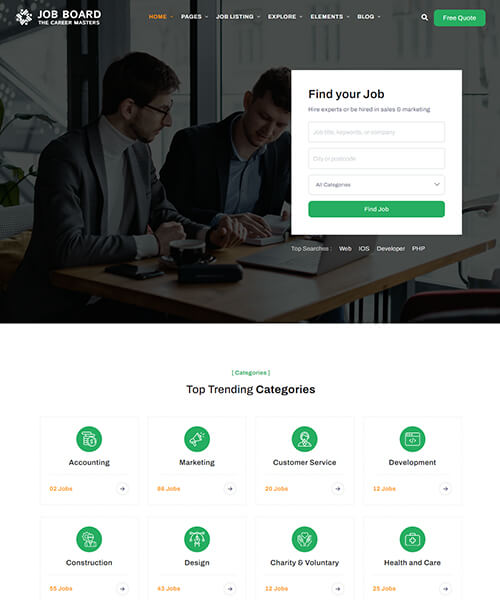 JOB BOARD
THE CAREER MASTERS
HOME PAGES JOB LISTING EXPLORE ELEMENTS BLOG
Free Quote
Find your Job
Hire experts or be hired in sales & marketing
Job title, keywords, or company
City or postcode
All Categories
Find Job
Top Searches : Web IOS Developer PHP
[ Categories ]
Top Trending Categories
Accounting Marketing Customer Service Development
02 Jobs 86 Jobs 20 Jobs 12 Jobs
Construction Design Charity & Voluntary Health and Care
55 Jobs 43 Jobs 12 Jobs 25 Jobs